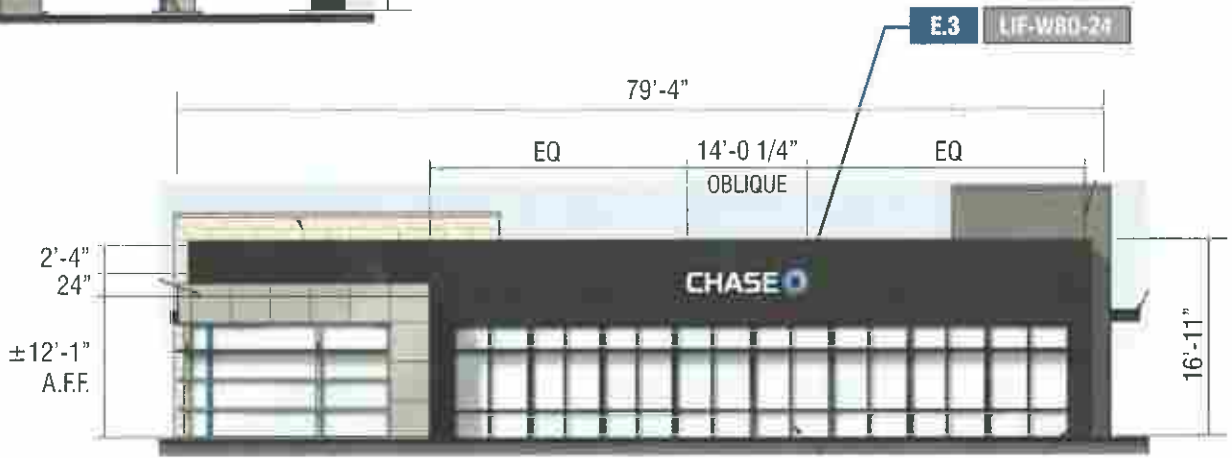 E.3 LIF-W80-24
79'-4"
EQ 14'-0 1/4" EQ
OBLIQUE
2'-4"
24"
CHASE
±12'-1"
A.F.F.
16'-11"